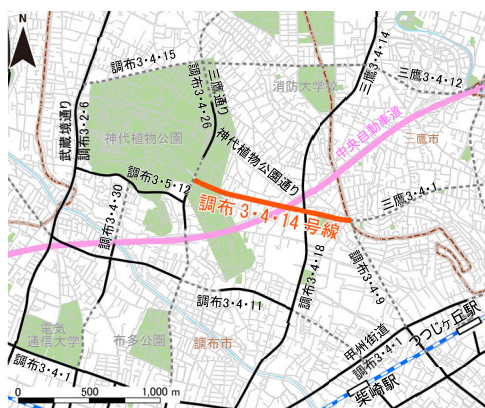 N
調布3・4・15
三鷹通り
調布3・4・26
消防大学校
三鷹3・4・14
三鷹3・4・12
武蔵境通り
調布3・2・6
神代植物公園
神代植物公園通り
中央自動車道
三鷹市
調布3・5・12
調布3・4・30
調布3・4・14号線
三鷹3・4・1
調布3・4・18
調布3・4・9
調布3・4・11
電気
通信大学
布多公園
調布市
甲州街道
調布3・4・1
つつじヶ丘駅
柴崎駅
調布3・4・1
0 500 1,000 m